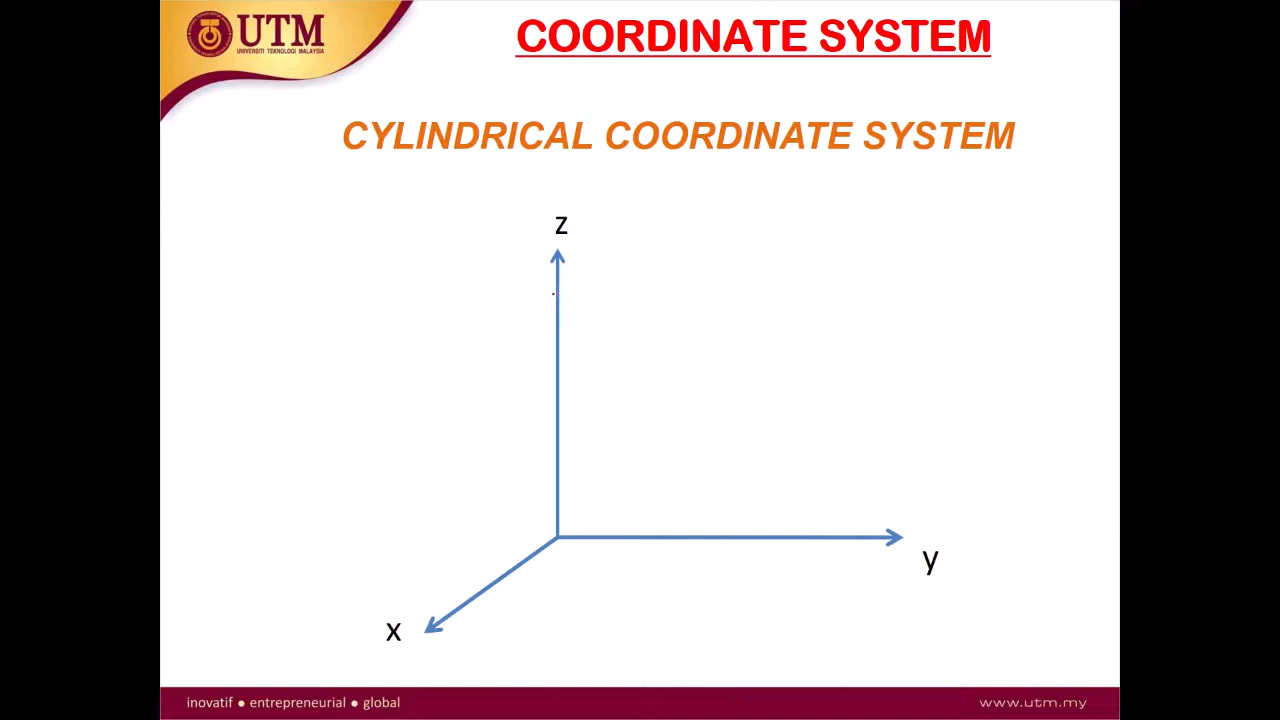 UTM
UNIVERSITI TEKNOLOGI MALAYSIA
COORDINATE SYSTEM
CYLINDRICAL COORDINATE SYSTEM
z
y
x
inovatif ● entrepreneurial ● global
www.utm.my